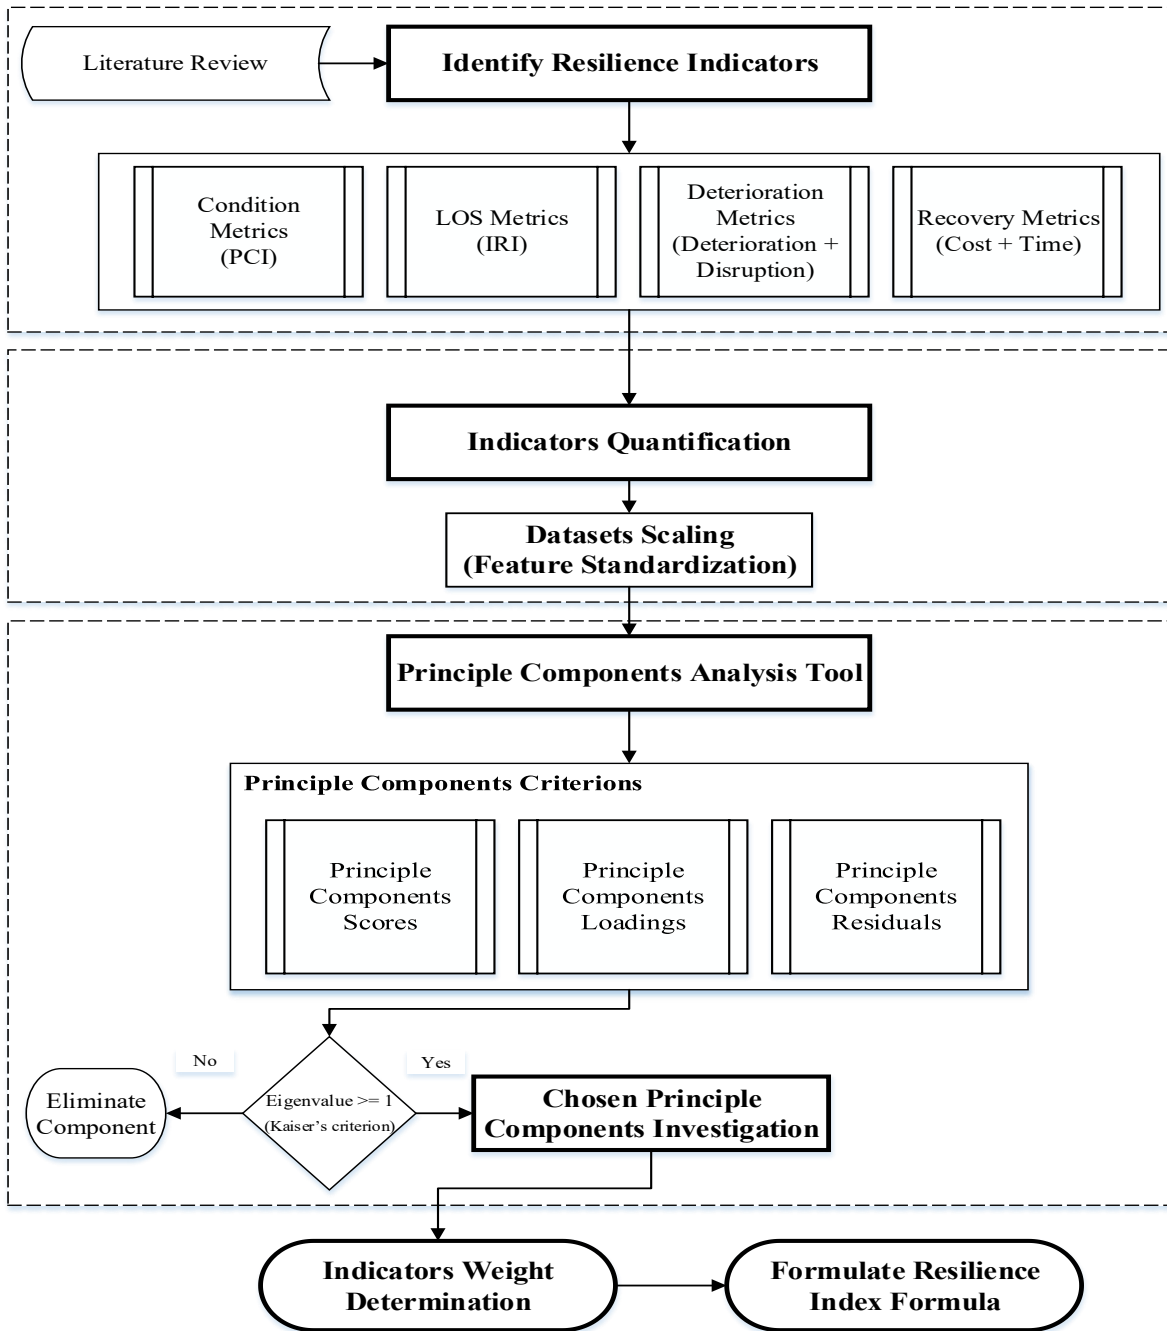 Literature Review
Identify Resilience Indicators
Condition
Metrics
(PCI)
LOS Metrics
(IRI)
Deterioration
Metrics
(Deterioration +
Disruption)
Recovery Metrics
(Cost + Time)
Indicators Quantification
Datasets Scaling
(Feature Standardization)
Principle Components Analysis Tool
Principle Components Criterions
Principle
Components
Scores
Principle
Components
Loadings
Principle
Components
Residuals
No
Yes
Eliminate
Component
Eigenvalue >= 1
(Kaiser's criterion)
Chosen Principle
Components Investigation
Indicators Weight
Determination
Formulate Resilience
Index Formula